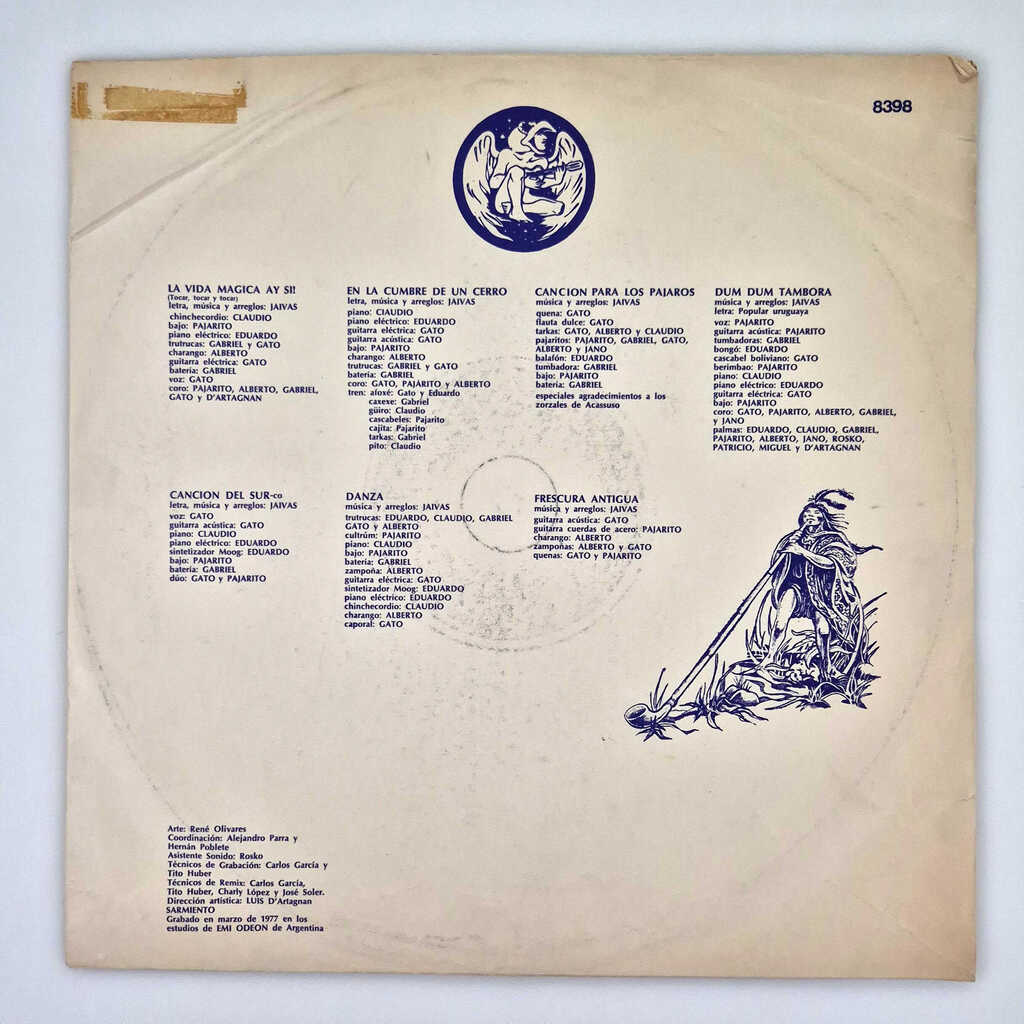 8398
LA VIDA MAGICA AY SI!
(Tocar, tocar y tocar)
letra, música y arreglos: JAIVAS
chinchecordio: CLAUDIO
bajo: PAJARITO
piano eléctrico: EDUARDO
trutrucas: GABRIEL y GATO
charango: ALBERTO
guitarra eléctrica: GATO
batería: GABRIEL
voz: GATO
coro: PAJARITO, ALBERTO, GABRIEL,
GATO y D'ARTAGNAN
EN LA CUMBRE DE UN CERRO
letra, música y arreglos: JAIVAS
piano: CIAUDIO
piano eléctrico: EDUARDO
guitarra eléctrica: GATO
guitarra acústica: GATO
bajo: PAJARITO
charango: ALBERTO
trutrucas: GABRIEL y GATO
batería: GABRIEL
coro: GATO, PAJARITO y ALBERTO
tren: afoxé: Gato y Eduardo
caxexe: Gabriel
güiro: Claudio
cascabeles: Pajarito
cajita: Pajarito
tarkas: Gabriel
pito: Claudio
CANCION PARA LOS PAJAROS
música y arreglos: JAIVAS
quena: GATO
flauta dulce: GATO
tarkas: GATO, ALBERTO y CLAUDIO
pajaritos: PAJARITO, GABRIEL, GATO,
ALBERTO y JANO
balafón: EDUARDO
tumbadora: GABRIEL
bajo: PAJARITO
batería: GABRIEL
especiales agradecimientos a los
zorzales de Acassuso
DUM DUM TAMBORA
música y arreglos: JAIVAS
letra: Popular uruguaya
voz: PAJARITO
guitarra acústica: PAJARITO
tumbadoras: GABRIEL
bongó: EDUARDO
cascabel boliviano: GATO
berimbao: PAJARITO
piano: CLAUDIO
piano eléctrico: EDUARDO
guitarra eléctrica: GATO
bajo: PAJARITO
coro: GATO, PAJARITO, ALBERTO, GABRIEL,
y JANO
palmas: EDUARDO, CLAUDIO, GABRIEL,
PAJARITO, ALBERTO, JANO, ROSKO,
PATRICIO, MIGUEL y D'ARTAGNAN
CANCION DEL SUR-co
letra, música y arreglos: JAIVAS
voz: GATO
guitarra acústica: GATO
piano: CLAUDIO
piano eléctrico: EDUARDO
sintetizador Moog: EDUARDO
bajo: PAJARITO
batería: GABRIEL
dúo: GATO y PAJARITO
DANZA
música y arreglos: JAIVAS
trutrucas: EDUARDO, CLAUDIO, GABRIEL
GATO y ALBERTO
cultrúm: PAJARITO
piano: CLAUDIO
bajo: PAJARITO
batería: GABRIEL
zampoña: ALBERTO
guitarra eléctrica: GATO
sintetizador Moog: EDUARDO
piano eléctrico: EDUARDO
chinchecordio: CLAUDIO
charango: ALBERTO
caporal: GATO
FRESCURA ANTIGUA
música y arreglos: JAIVAS
guitarra acústica: GATO
guitarra cuerdas de acero: PAJARITO
charango: ALBERTO
zampoñas: ALBERTO y GATO
quenas: GATO y PAJARITO
Arte: René Olivares
Coordinación: Alejandro Parra y
Hernán Poblete
Asistente Sonido: Rosko
Técnicos de Grabación: Carlos García y
Tito Huber
Técnicos de Remix: Carlos García,
Tito Huber, Charly López y José Soler.
Dirección artística: LUIS D'Artagnan
SARMIENTO
Grabado en marzo de 1977 en los
estudios de EMI ODEON de Argentina